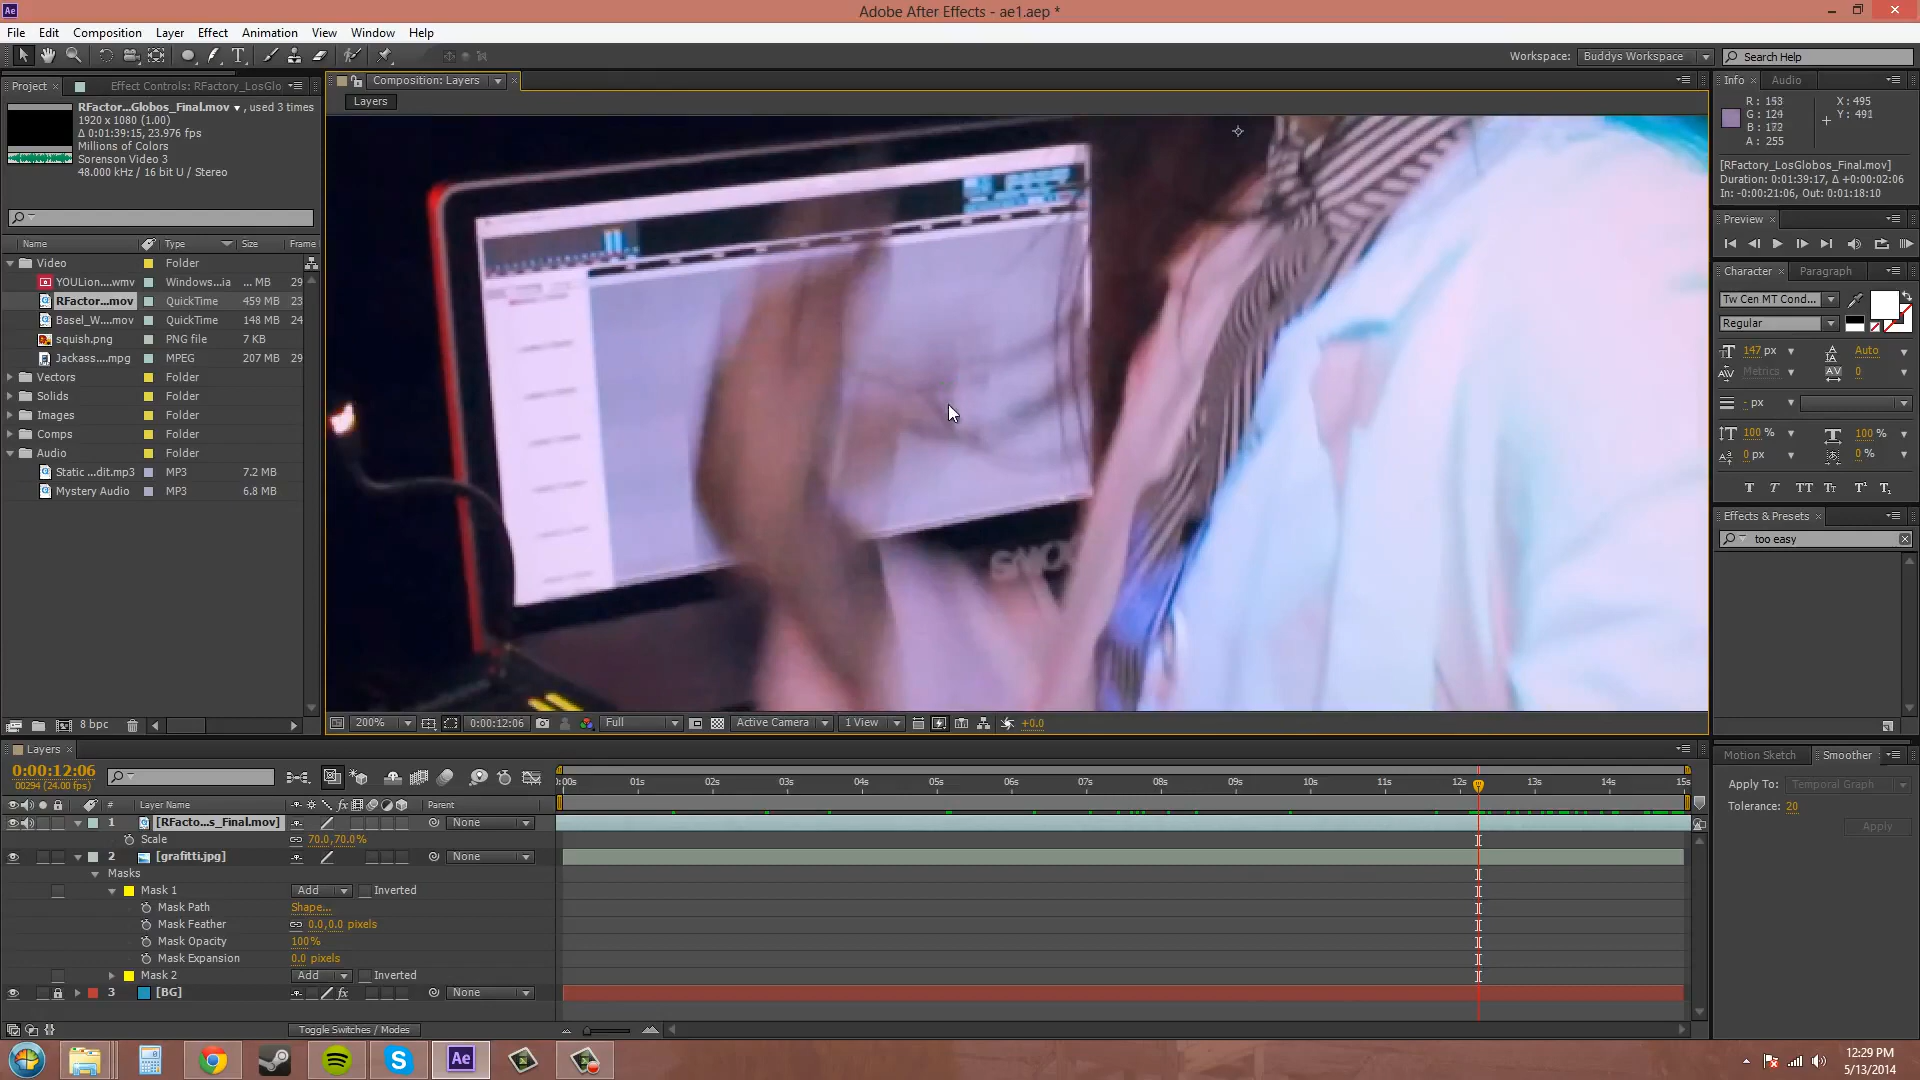 Adobe After Effects - ae1.aep *
File Edit Composition Layer Effect Animation View Window Help
Workspace: Buddys Workspace Search Help
Project Effect Controls: RFactory_LosGlo
Composition: Layers
Layers
RFactor...Globos_Final.mov , used 3 times
1920 x 1080 (1.00)
Δ 0:01:39:15, 23.976 fps
Millions of Colors
Sorenson Video 3
48.000 kHz / 16 bit U / Stereo
Name Type Size Frame
Video Folder
YOULion....wmv Windows...ia ... MB 29
RFactor...mov QuickTime 459 MB 23
Basel_W....mov QuickTime 148 MB 24
squish.png PNG file 7 KB
Jackass....mpg MPEG 207 MB 29
Vectors Folder
Solids Folder
Images Folder
Comps Folder
Audio Folder
Static ...dit.mp3 MP3 7.2 MB
Mystery Audio MP3 6.8 MB
8 bpc
200% 0:00:12:06 Full Active Camera 1 View +0.0
Info Audio
R : 153 X : 495
G : 124 Y : 491
B : 172
A : 255
[RFactory_LosGlobos_Final.mov]
Duration: 0:01:39:17, Δ +0:00:02:06
In: -0:00:21:06, Out: 0:01:18:10
Preview
Character Paragraph
Tw Cen MT Cond...
Regular
147 px Auto
Metrics 0
- px
100 % 100 %
0 px 0 %
T T TT Tt T¹ T₁
Effects & Presets
too easy
Motion Sketch Smoother
Apply To: Temporal Graph
Tolerance: 20
Apply
Layers
0:00:12:06
00294 (24.00 fps)
:00s 01s 02s 03s 04s 05s 06s 07s 08s 09s 10s 11s 12s 13s 14s 15s
# Layer Name Parent
1 [RFacto...s_Final.mov] None
Scale 70.0,70.0%
2 [grafitti.jpg] None
Masks
Mask 1 Add Inverted
Mask Path Shape...
Mask Feather 0.0,0.0 pixels
Mask Opacity 100%
Mask Expansion 0.0 pixels
Mask 2 Add Inverted
3 [BG] None
Toggle Switches / Modes
12:29 PM
5/13/2014